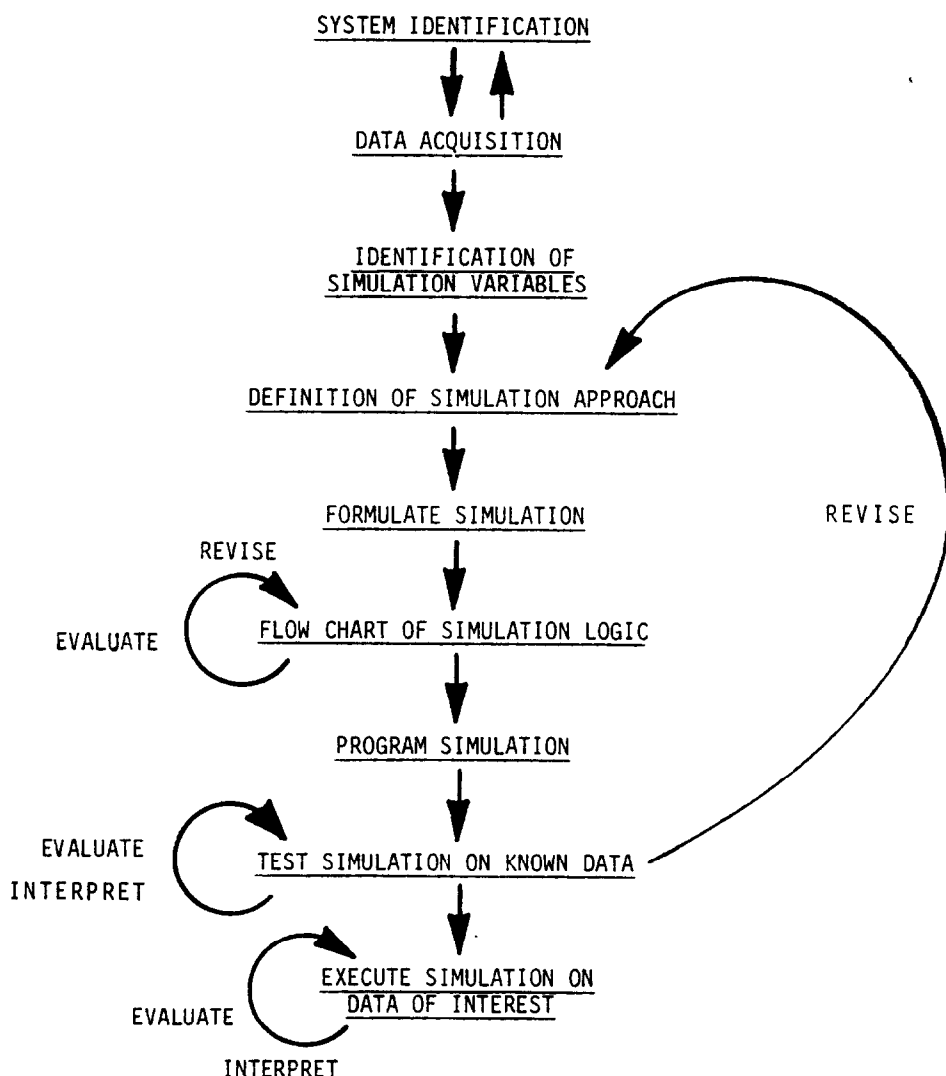 SYSTEM IDENTIFICATION
DATA ACQUISITION
IDENTIFICATION OF
SIMULATION VARIABLES
DEFINITION OF SIMULATION APPROACH
FORMULATE SIMULATION
REVISE
REVISE
FLOW CHART OF SIMULATION LOGIC
EVALUATE
PROGRAM SIMULATION
EVALUATE
TEST SIMULATION ON KNOWN DATA
INTERPRET
EXECUTE SIMULATION ON
DATA OF INTEREST
EVALUATE
INTERPRET